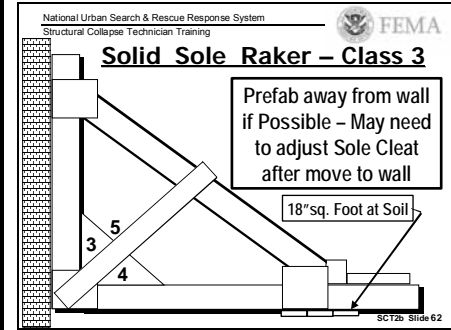 National Urban Search & Rescue Response System
Structural Collapse Technician Training
FEMA
Solid Sole Raker – Class 3
Prefab away from wall
if Possible – May need
to adjust Sole Cleat
after move to wall
18"sq. Foot at Soil
5
3
4
SCT2b Slide 62